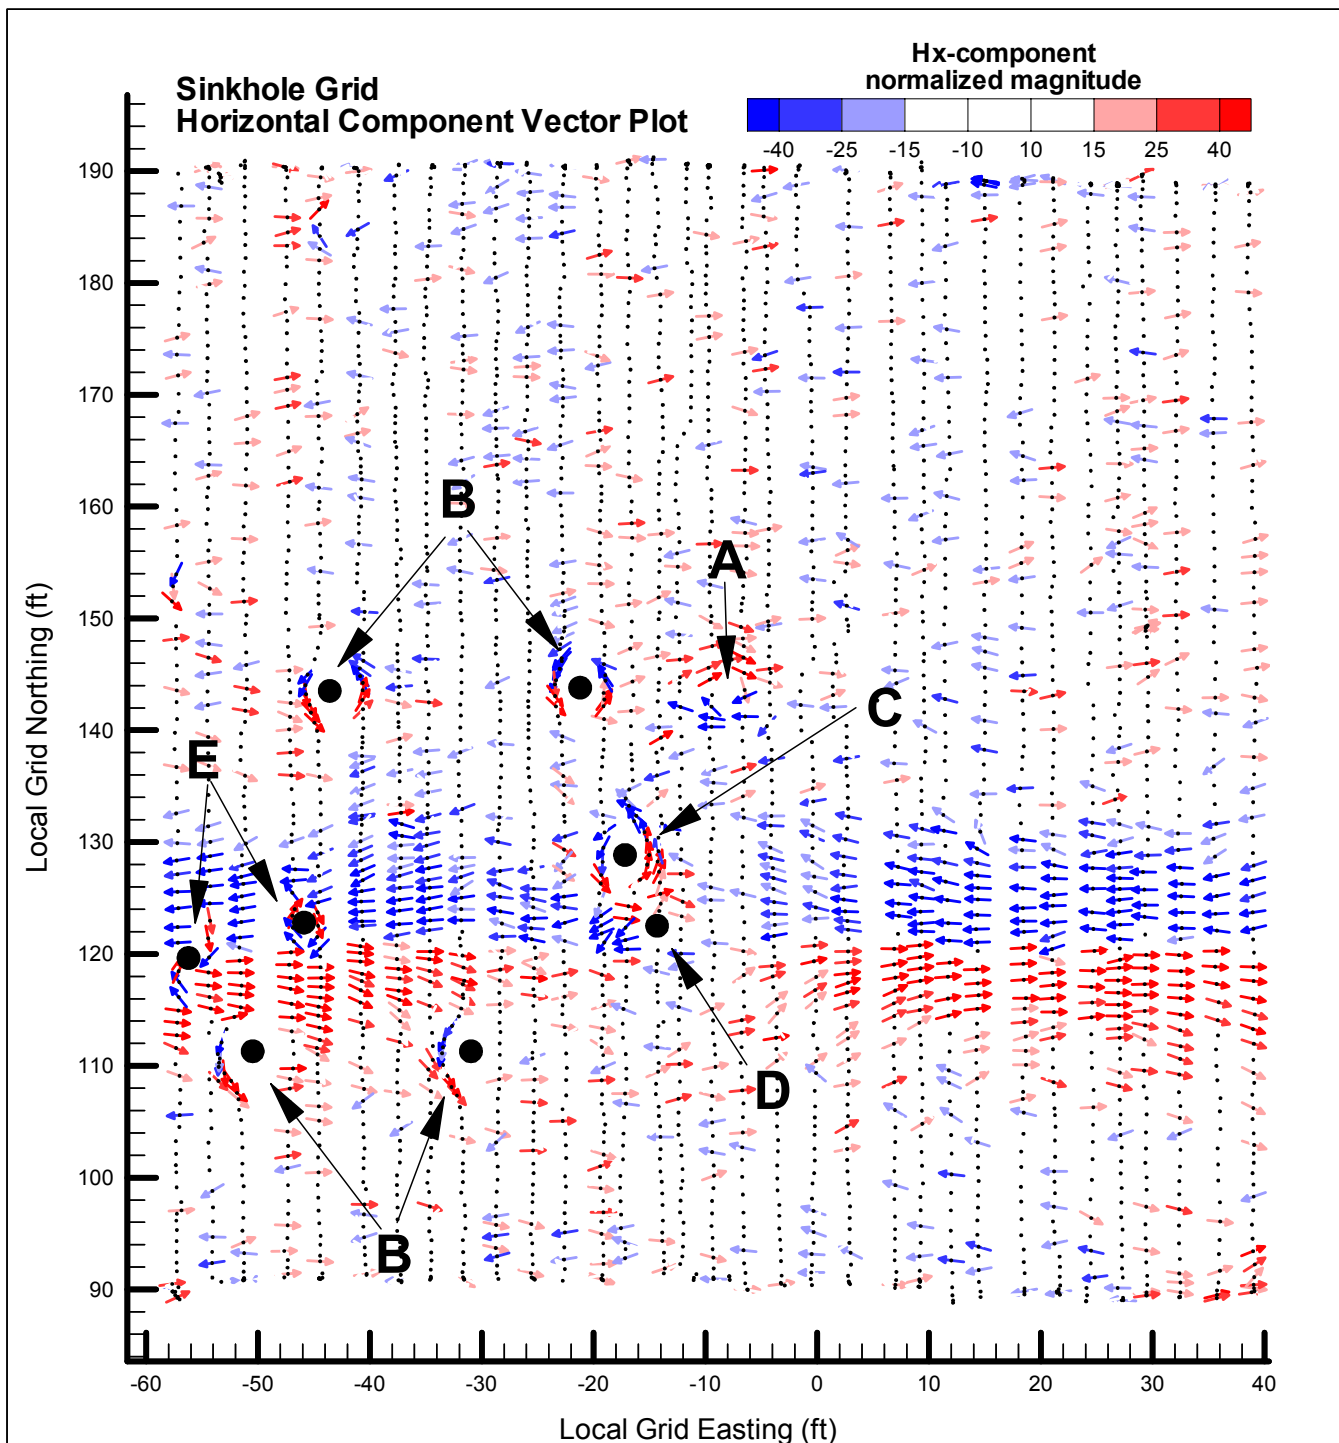 Hx-component
normalized magnitude
Sinkhole Grid
Horizontal Component Vector Plot
-40 -25 -15 -10 10 15 25 40
190
180
170
160
150
140
130
120
110
100
90
B
A
C
E
D
B
Local Grid Northing (ft)
-60 -50 -40 -30 -20 -10 0 10 20 30 40
Local Grid Easting (ft)